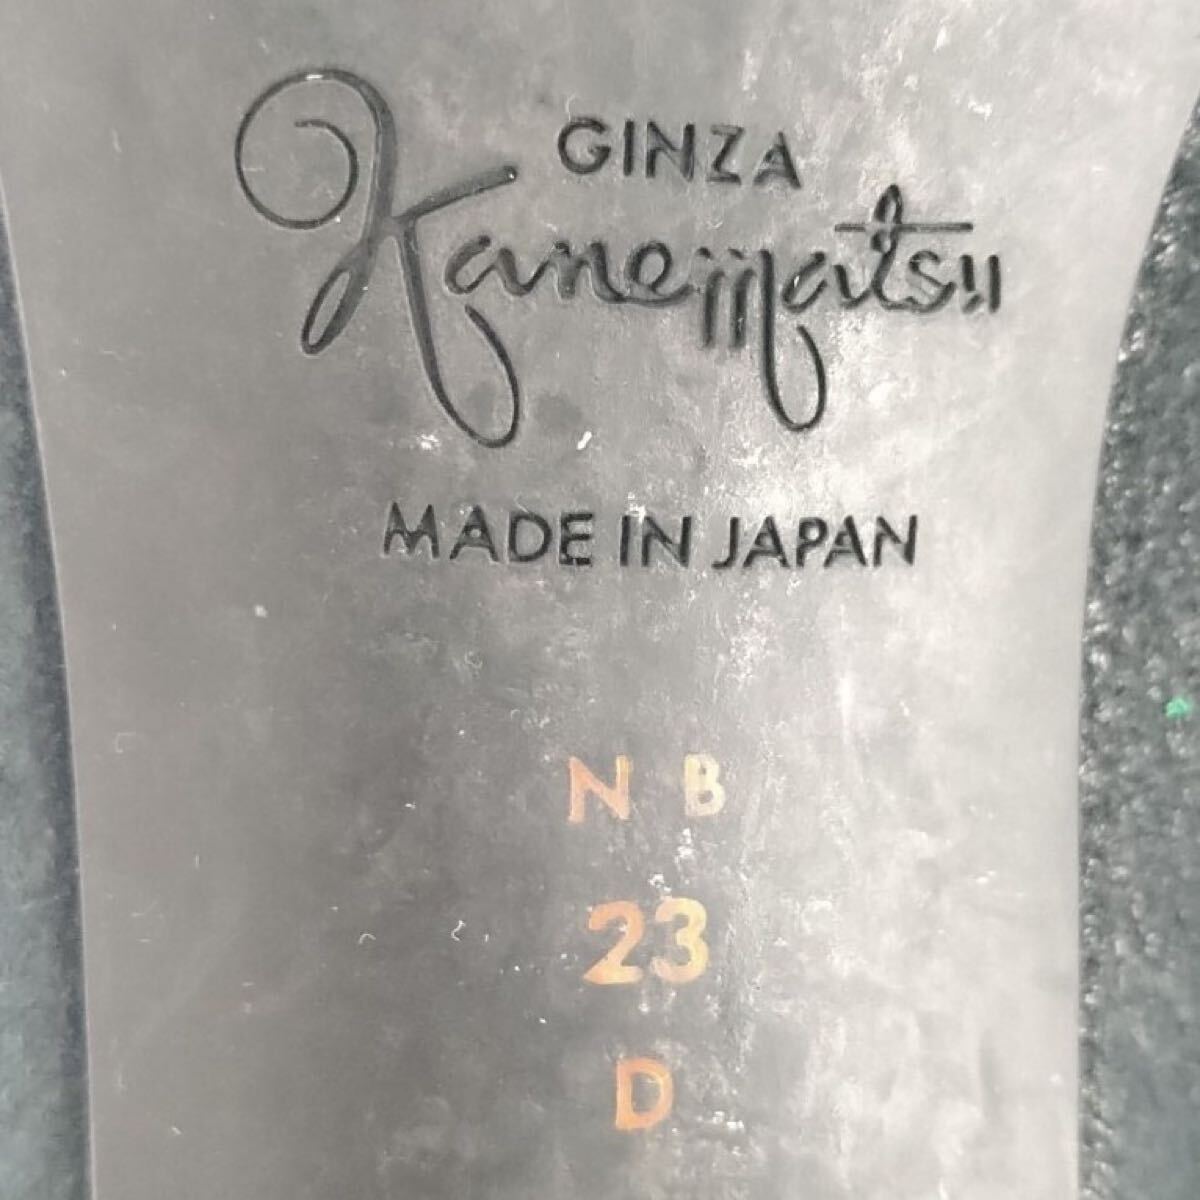 GINZA
Kanematsu
MADE IN JAPAN
N B
23
D